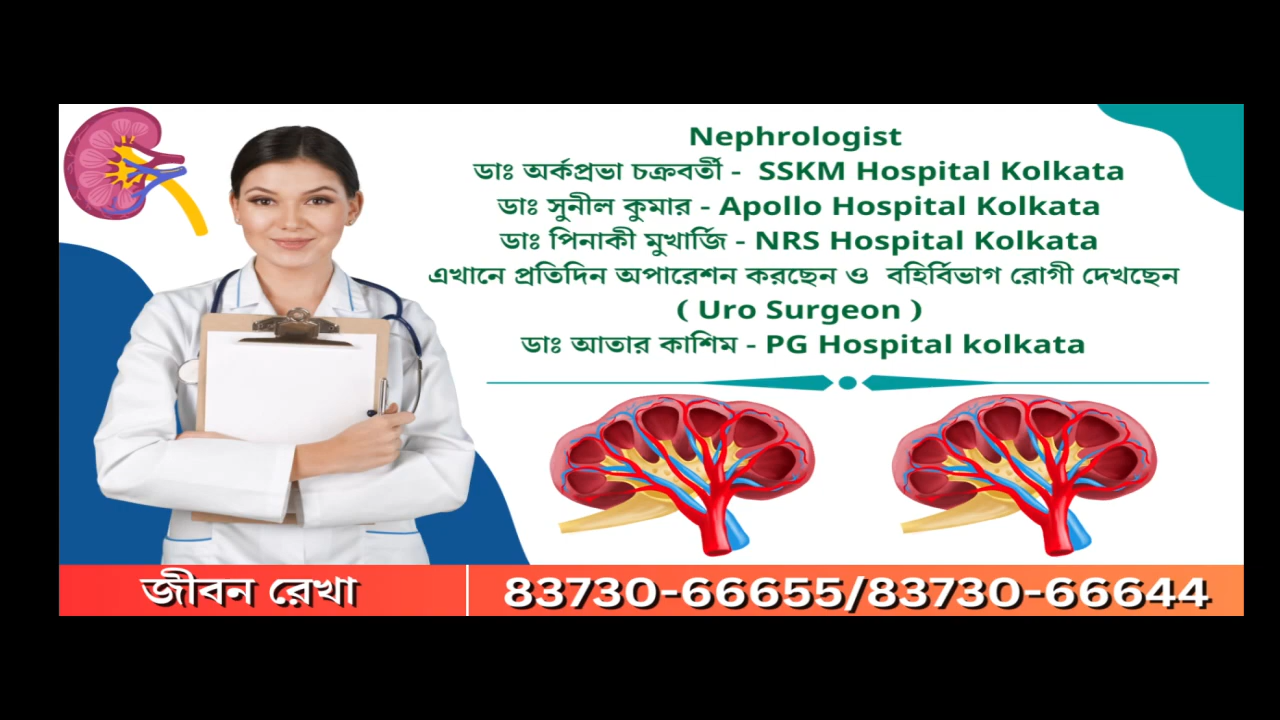 Nephrologist
ডাঃ অর্কপ্রভা চক্রবর্তী - SSKM Hospital Kolkata
ডাঃ সুনীল কুমার - Apollo Hospital Kolkata
ডাঃ পিনাকী মুখার্জি - NRS Hospital Kolkata
এখানে প্রতিদিন অপারেশন করছেন ও বহির্বিভাগ রোগী দেখছেন
( Uro Surgeon )
ডাঃ আতার কাশিম - PG Hospital kolkata
জীবন রেখা
83730-66655/83730-66644